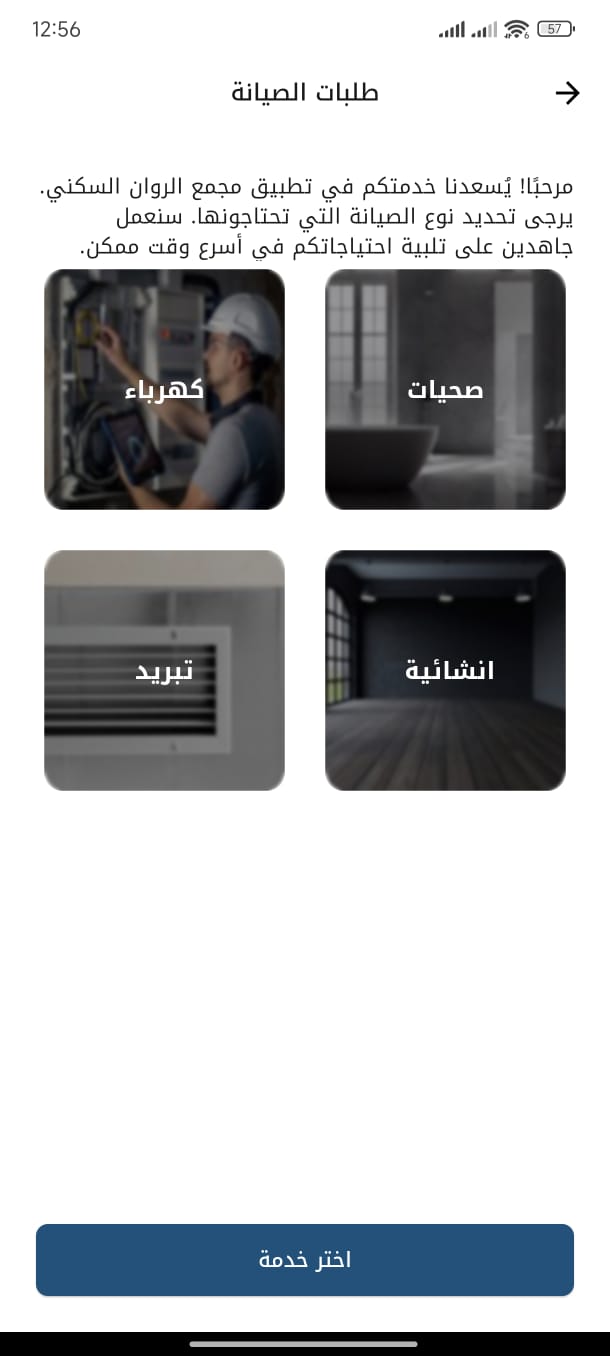 12:56
57
6
طلبات الصيانة
مرحبًا! يُسعدنا خدمتكم في تطبيق مجمع الروان السكني.
يرجى تحديد نوع الصيانة التي تحتاجونها. سنعمل
جاهدين على تلبية احتياجاتكم في أسرع وقت ممكن.
صحيات
كهرباء
انشائية
تبريد
اختر خدمة